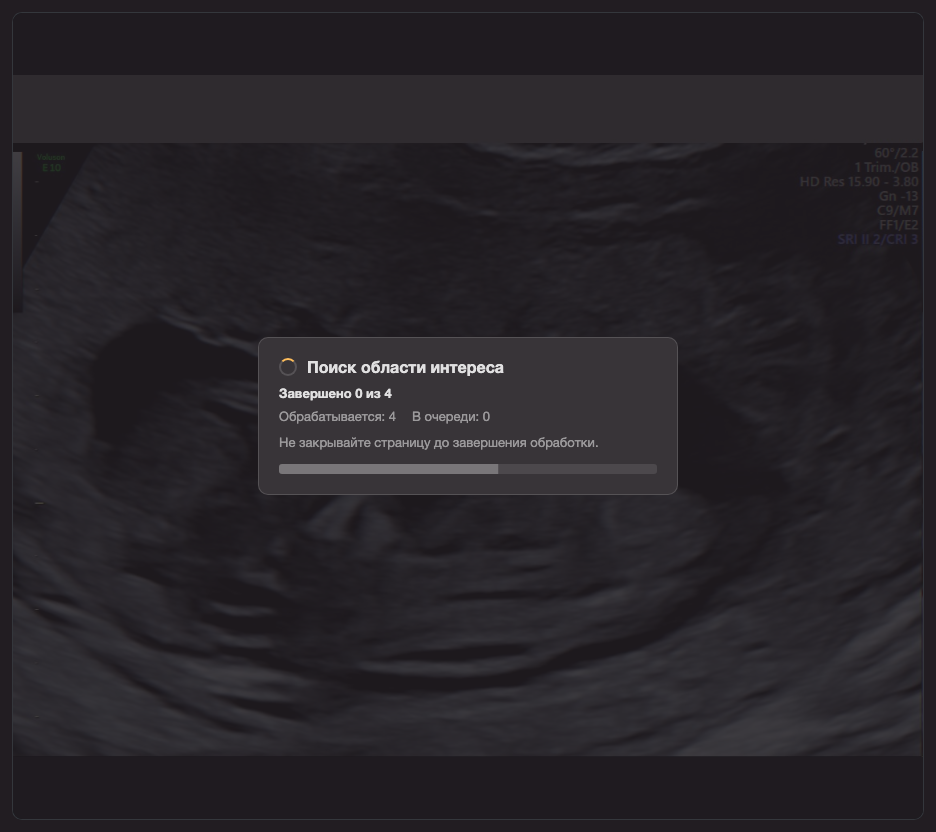 Voluson
E10
60°/2.2
1 Trim./OB
HD Res 15.90 - 3.80
Gn -13
C9/M7
FF1/E2
SRI II 2/CRI 3
Поиск области интереса
Завершено 0 из 4
Обрабатывается: 4 В очереди: 0
Не закрывайте страницу до завершения обработки.